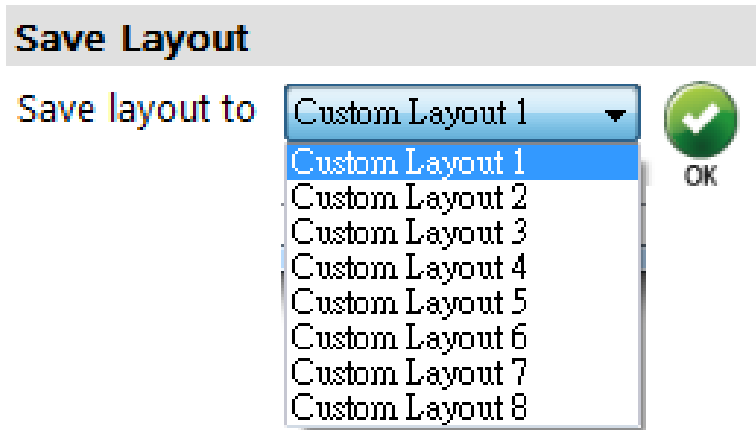 Save Layout
Save layout to Custom Layout 1
OK
Custom Layout 1
Custom Layout 2
Custom Layout 3
Custom Layout 4
Custom Layout 5
Custom Layout 6
Custom Layout 7
Custom Layout 8